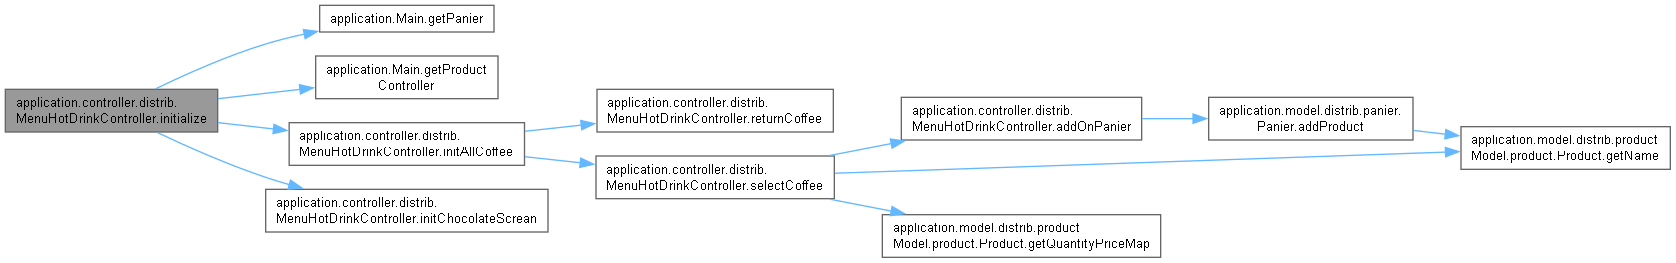 application.Main.getPanier
application.Main.getProduct
Controller
application.controller.distrib.
MenuHotDrinkController.initialize
application.controller.distrib.
MenuHotDrinkController.initAllCoffee
application.controller.distrib.
MenuHotDrinkController.initChocolateScrean
application.controller.distrib.
MenuHotDrinkController.returnCoffee
application.controller.distrib.
MenuHotDrinkController.selectCoffee
application.controller.distrib.
MenuHotDrinkController.addOnPanier
application.model.distrib.panier.
Panier.addProduct
application.model.distrib.product
Model.product.Product.getName
application.model.distrib.product
Model.product.Product.getQuantityPriceMap